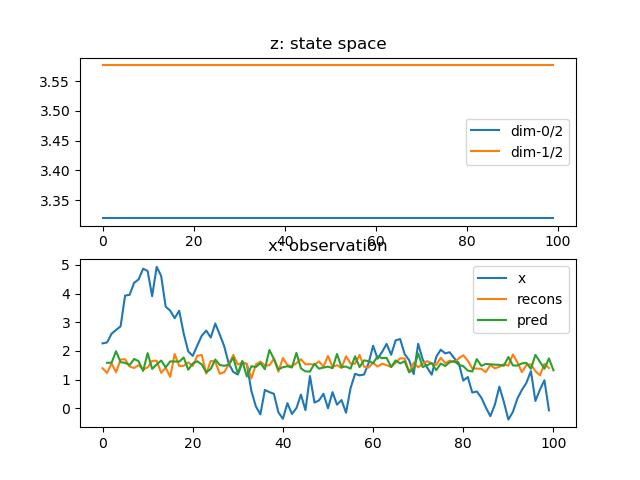 z: state space
3.55
3.50
3.45
3.40
3.35
dim-0/2
dim-1/2
0 20 40 60 80 100
x: observation
5
4
3
2
1
0
x
recons
pred
0 20 40 60 80 100